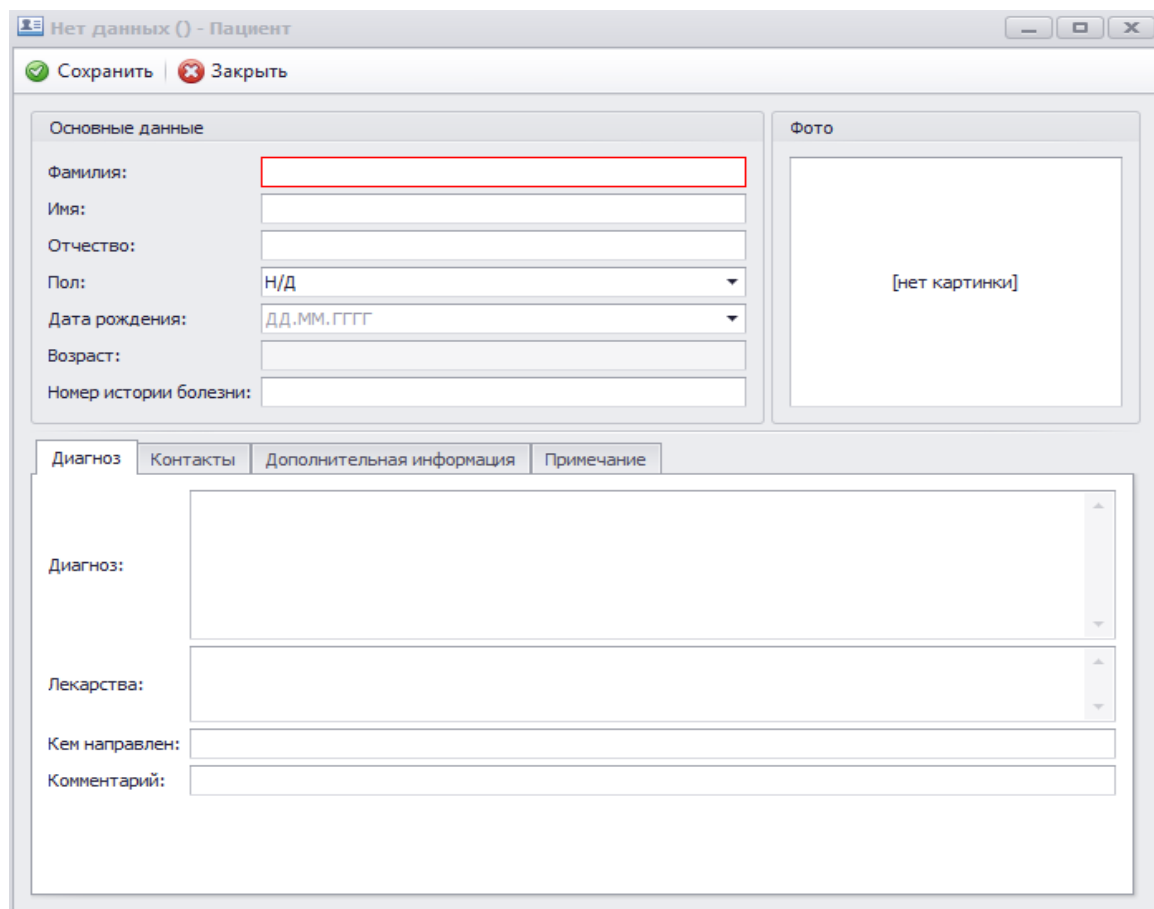 Нет данных () - Пациент
Сохранить Закрыть
Основные данные
Фото
Фамилия:
Имя:
Отчество:
Пол: Н/Д
[нет картинки]
Дата рождения: ДД.ММ.ГГГГ
Возраст:
Номер истории болезни:
Диагноз Контакты Дополнительная информация Примечание
Диагноз:
Лекарства:
Кем направлен:
Комментарий: